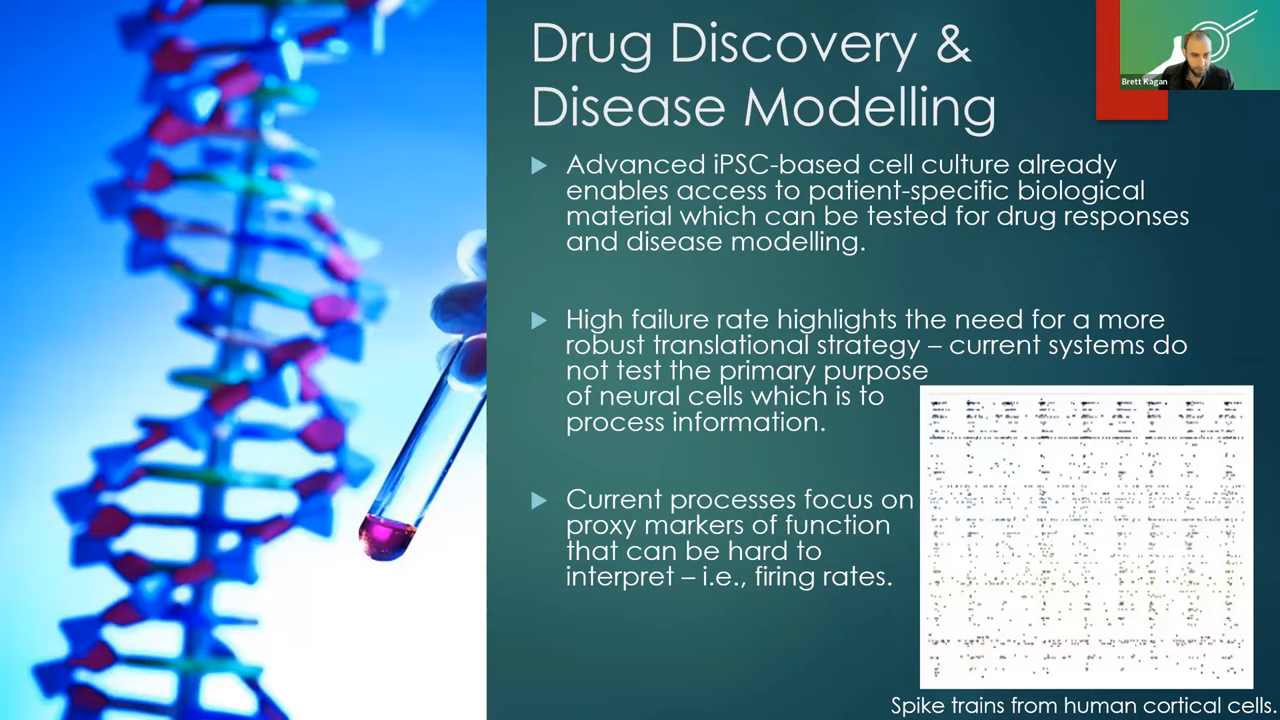 Drug Discovery &
Disease Modelling
Brett Kagan
Advanced iPSC-based cell culture already
enables access to patient-specific biological
material which can be tested for drug responses
and disease modelling.
High failure rate highlights the need for a more
robust translational strategy – current systems do
not test the primary purpose
of neural cells which is to
process information.
Current processes focus on
proxy markers of function
that can be hard to
interpret – i.e., firing rates.
Spike trains from human cortical cells.